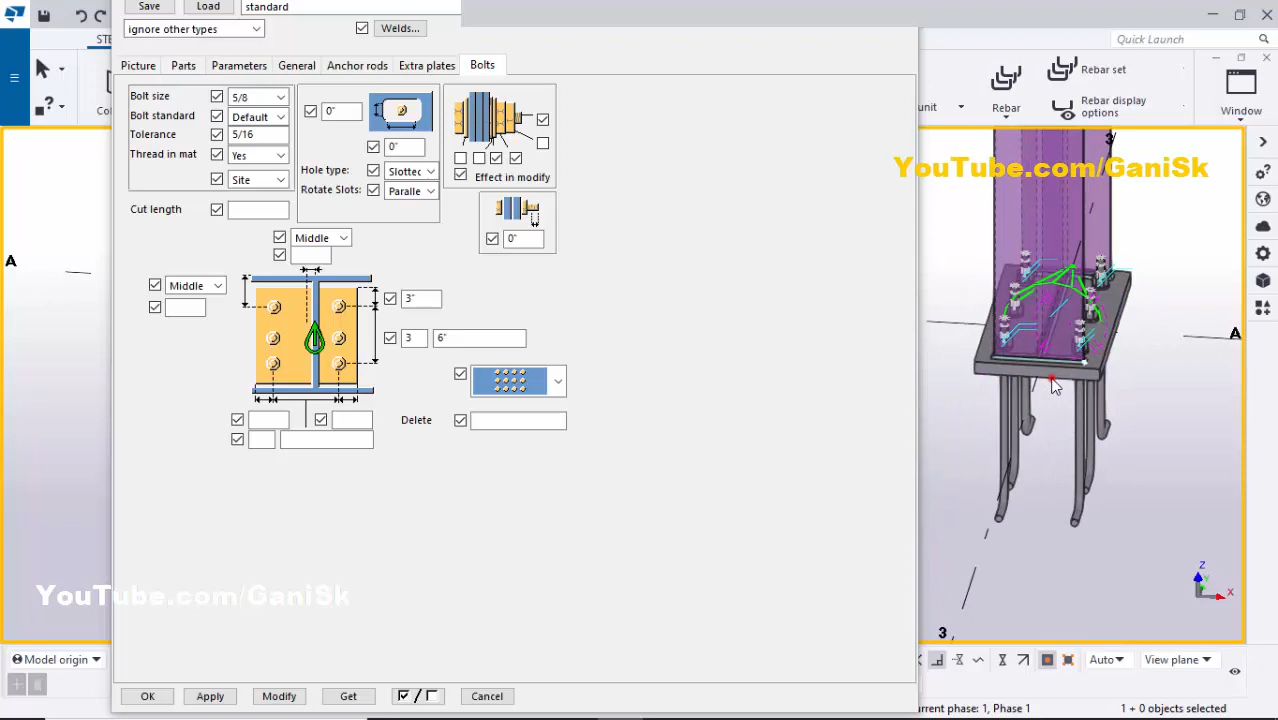 Save
Load
standard
ignore other types
Welds...
STE
Quick Launch
Picture
Parts
Parameters
General
Anchor rods
Extra plates
Bolts
Col
unit
Rebar
Rebar set
Rebar display
options
Window
Bolt size
5/8
Bolt standard
Default
Tolerance
5/16
Thread in mat
Yes
Site
Cut length
0"
0"
Hole type:
Slotted
Rotate Slots:
Paralle
Effect in modify
0"
Middle
Middle
3"
3
6"
Delete
3
YouTube.com/GaniSk
A
A
YouTube.com/GaniSk
Z
Y
X
3
OK
Apply
Modify
Get
/
Cancel
Model origin
Auto
View plane
urrent phase: 1, Phase 1
1 + 0 objects selected